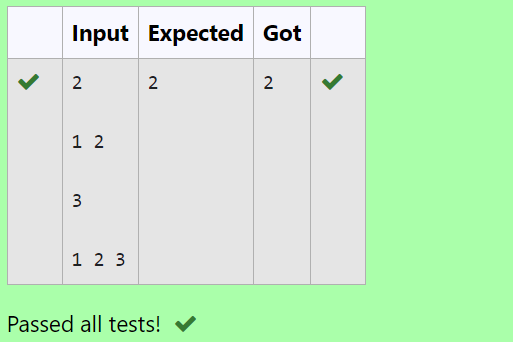 Input Expected Got
2 2 2
1 2
3
1 2 3
Passed all tests!